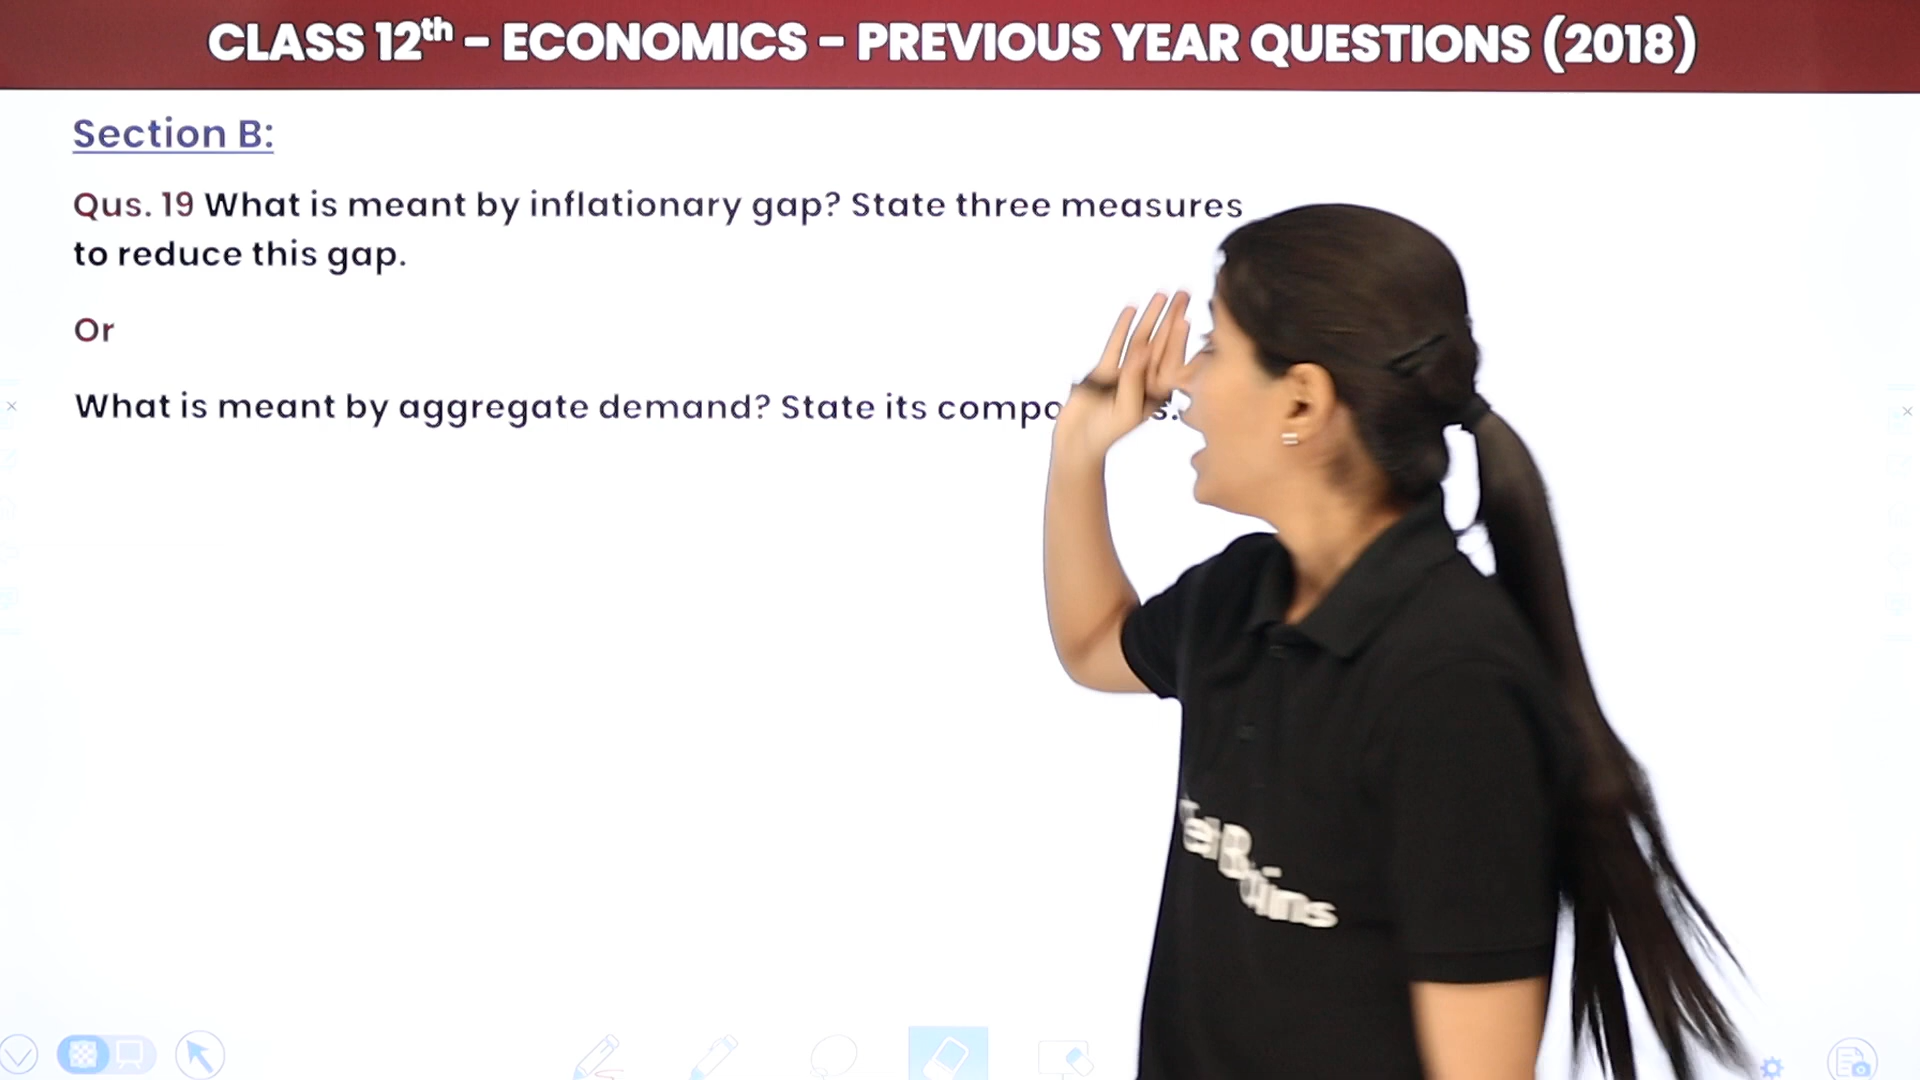 CLASS 12th - ECONOMICS - PREVIOUS YEAR QUESTIONS (2018)
Section B:
Qus. 19 What is meant by inflationary gap? State three measures
to reduce this gap.
Or
What is meant by aggregate demand? State its